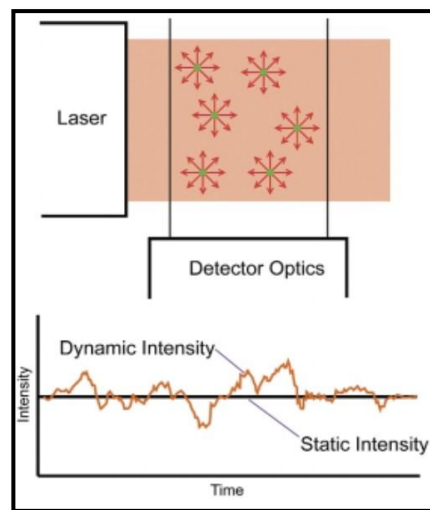 Laser
Detector Optics
Dynamic Intensity
Intensity
Static Intensity
Time